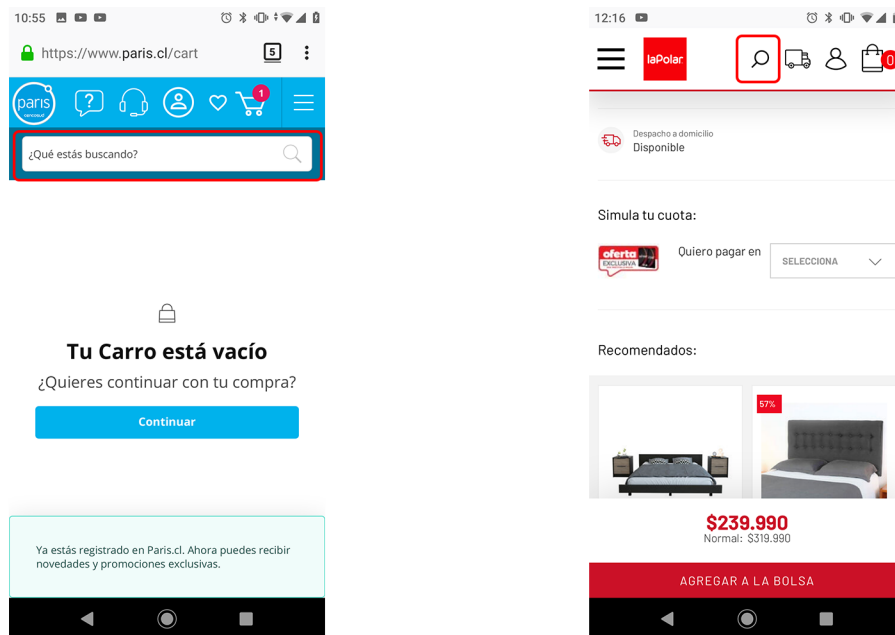 10:55
https://www.paris.cl/cart
5
paris
cencosud
?
1
¿Qué estás buscando?
Tu Carro está vacío
¿Quieres continuar con tu compra?
Continuar
Ya estás registrado en Paris.cl. Ahora puedes recibir
novedades y promociones exclusivas.
12:16
laPolar
0
Despacho a domicilio
Disponible
Simula tu cuota:
oferta
EXCLUSIVA
Quiero pagar en
SELECCIONA
Recomendados:
57%
$239.990
Normal: $319.990
AGREGAR A LA BOLSA